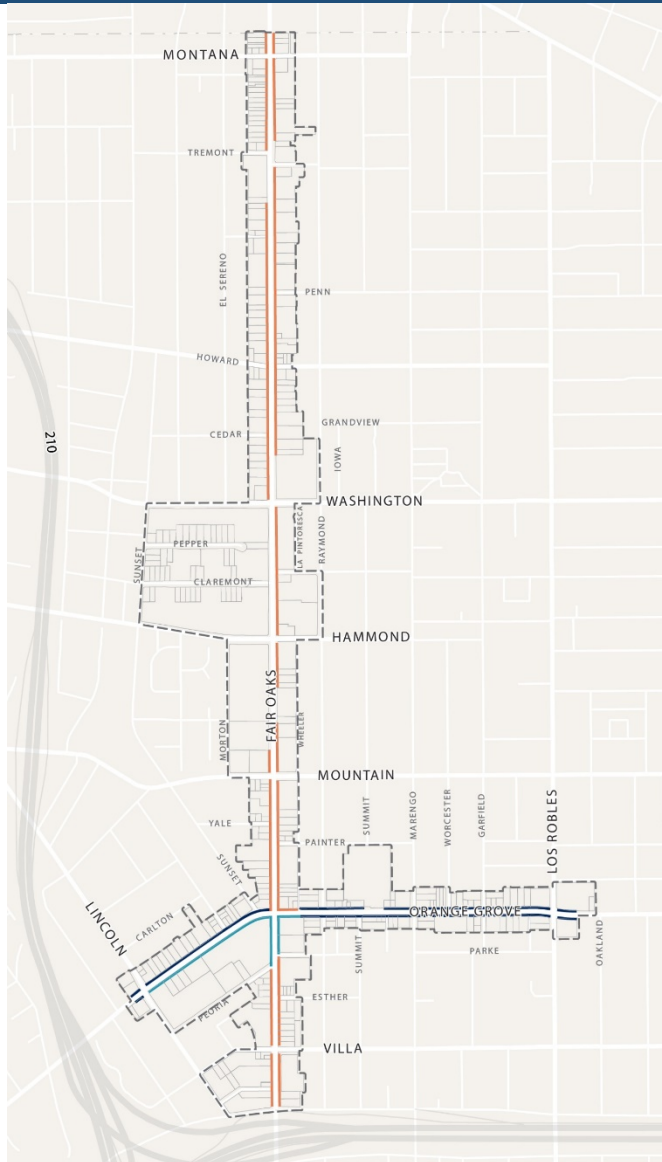 MONTANA
TREMONT
EL SERENO
PENN
HOWARD
210
GRANDVIEW
CEDAR
IOWA
WASHINGTON
LA PINTORESCA
RAYMOND
PEPPER
SUNSET
CLAREMONT
HAMMOND
FAIR OAKS
MORTON
WHEELER
MOUNTAIN
SUMMIT
MARENGO
WORCESTER
GARFIELD
LOS ROBLES
YALE
PAINTER
SUNSET
LINCOLN
CARLTON
ORANGE GROVE
SUMMIT
PARKE
OAKLAND
PEORIA
ESTHER
VILLA